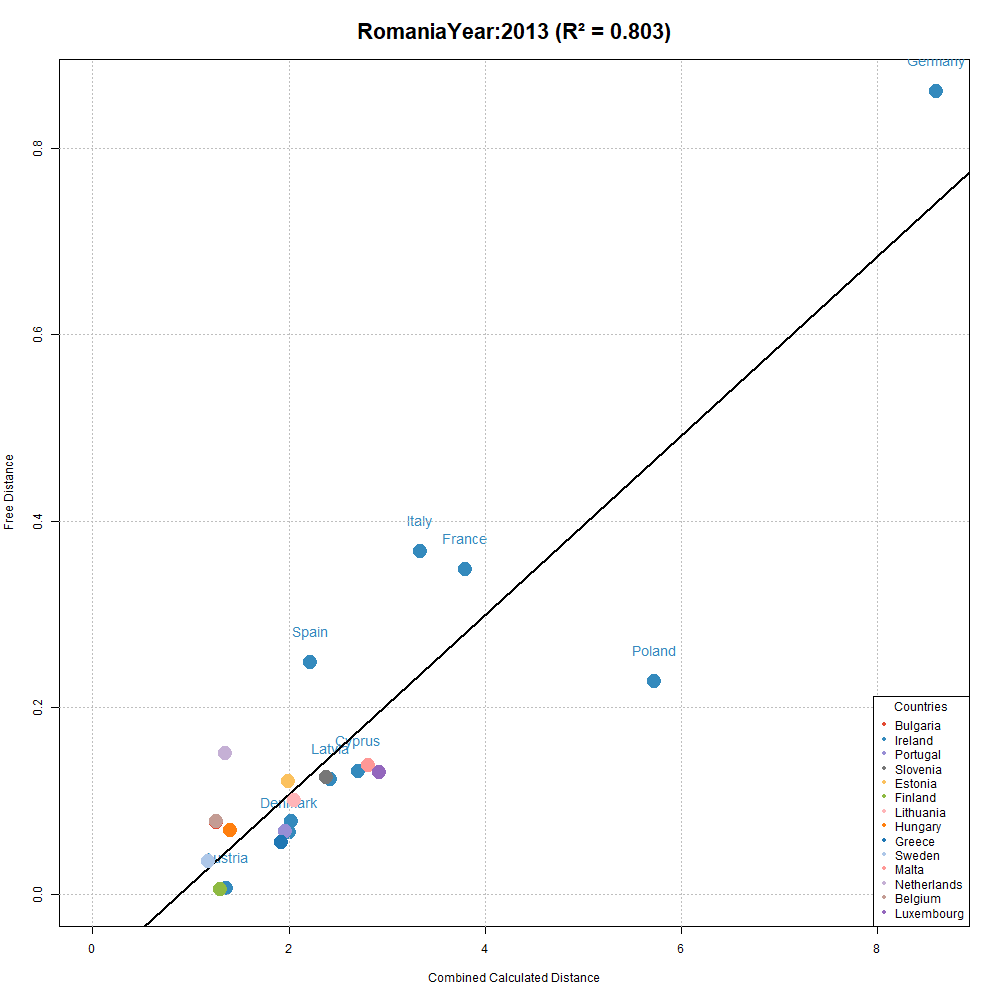 RomaniaYear:2013 (R² = 0.803)
Germany
0.8
0.6
Free Distance
0.4
Italy
France
Spain
Poland
0.2
Cyprus
Latvia
Denmark
ustria
0.0
0
2
4
6
8
Combined Calculated Distance
Countries
Bulgaria
Ireland
Portugal
Slovenia
Estonia
Finland
Lithuania
Hungary
Greece
Sweden
Malta
Netherlands
Belgium
Luxembourg